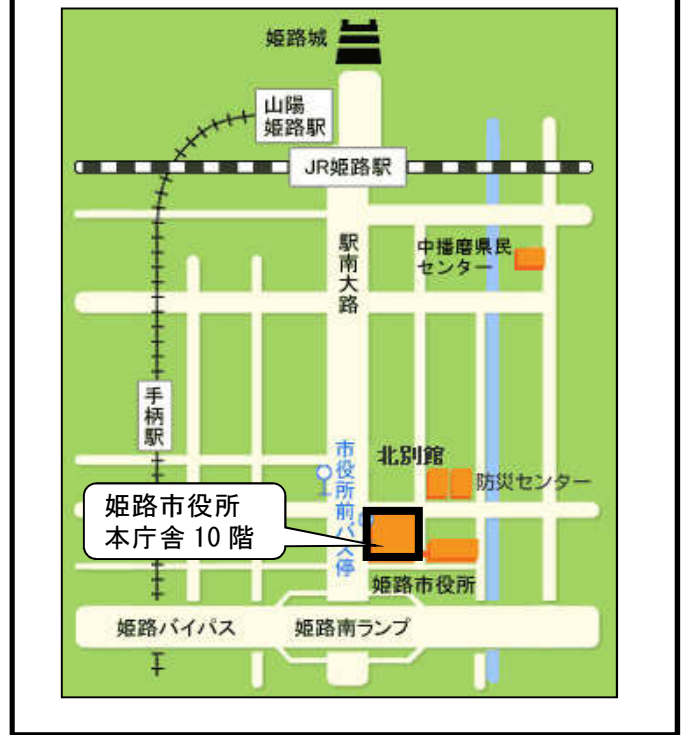 姫路城
山陽
姫路駅
JR姫路駅
駅南大路
中播磨県民
センター
手柄駅
市役所前バス停
北別館
防災センター
姫路市役所
本庁舎 10 階
姫路市役所
姫路バイパス
姫路南ランプ